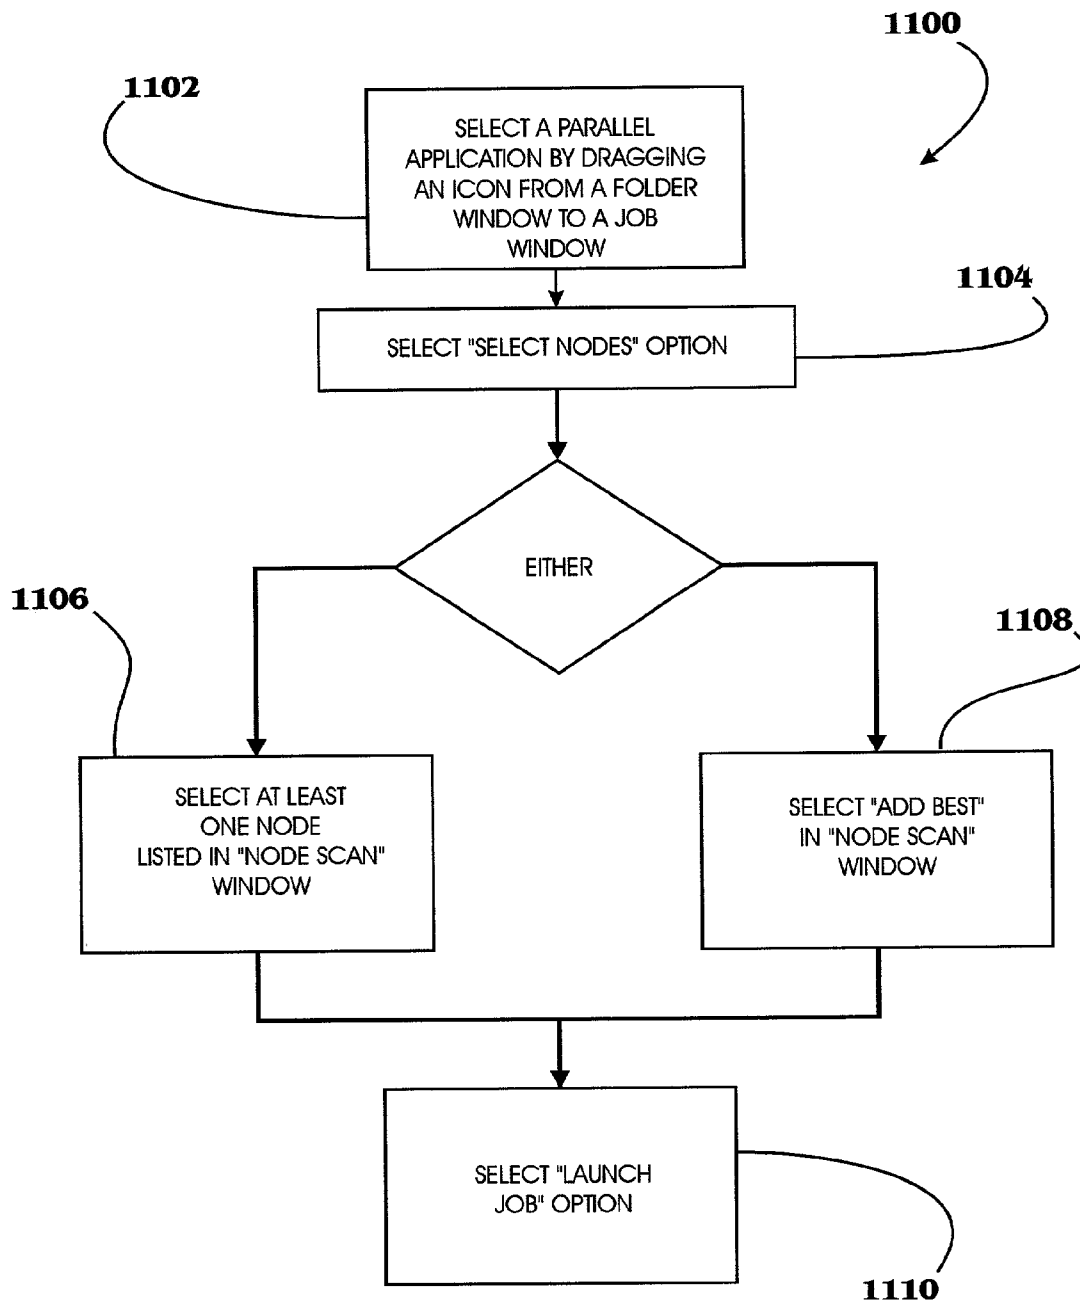 1100
1102
SELECT A PARALLEL
APPLICATION BY DRAGGING
AN ICON FROM A FOLDER
WINDOW TO A JOB
WINDOW
1104
SELECT "SELECT NODES" OPTION
EITHER
1106
1108
SELECT AT LEAST
ONE NODE
LISTED IN "NODE SCAN"
WINDOW
SELECT "ADD BEST"
IN "NODE SCAN"
WINDOW
SELECT "LAUNCH
JOB" OPTION
1110